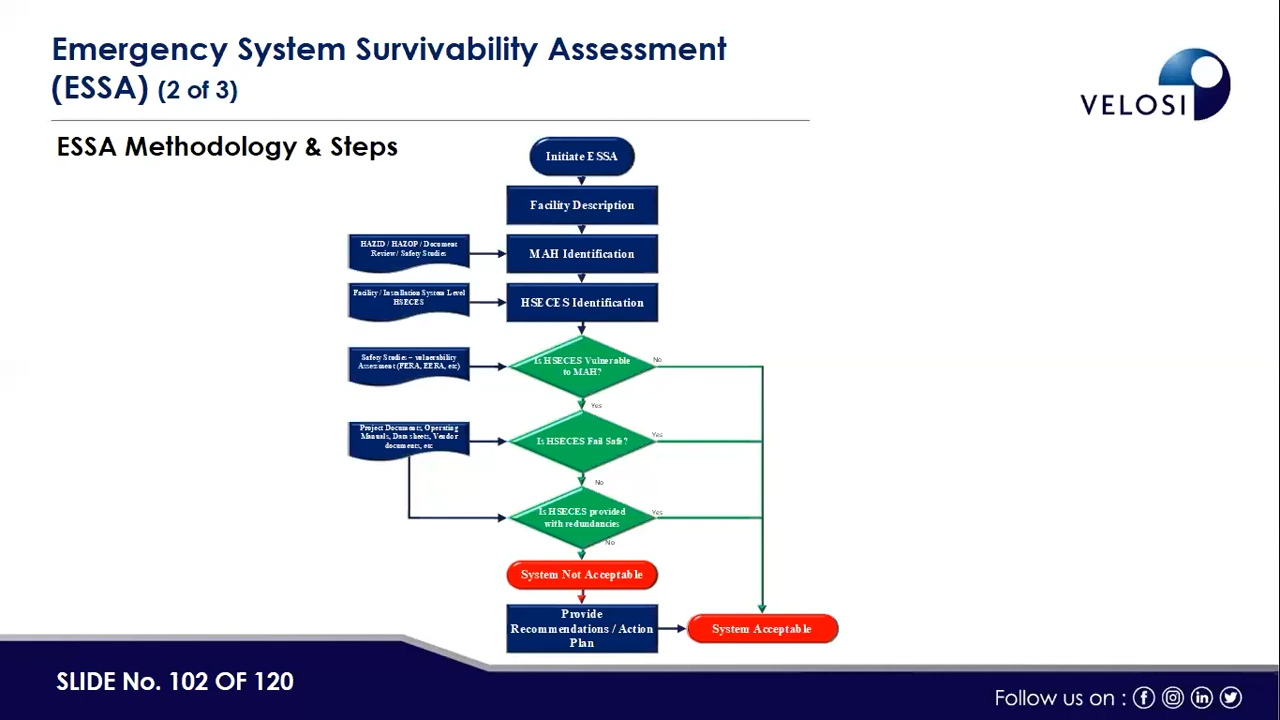 Emergency System Survivability Assessment
(ESSA) (2 of 3)
VELOSI
ESSA Methodology & Steps
Initiate ESSA
Facility Description
HAZID / HAZOP / Document
Review / Safety Studies
MAH Identification
Facility / Installation System Level
HSECES
HSECES Identification
Safety Studies – vulnerability
Assessment (FERA, EERA, etc)
Is HSECES Vulnerable
to MAH?
No
Yes
Project Documents, Operating
Manuals, Data sheets, Vendor
documents, etc
Is HSECES Fail Safe?
Yes
No
Is HSECES provided
with redundancies
Yes
No
System Not Acceptable
Provide
Recommendations / Action
Plan
System Acceptable
SLIDE No. 102 OF 120
Follow us on :